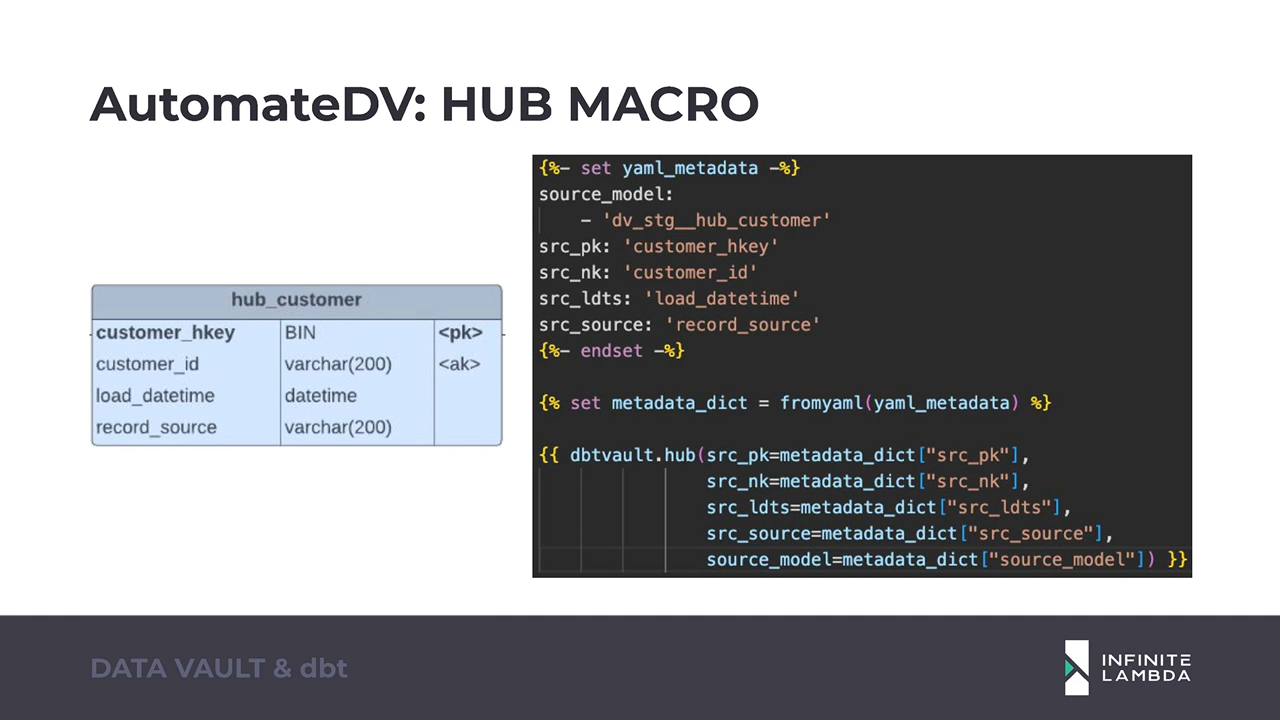 AutomateDV: HUB MACRO
hub_customer
customer_hkey BIN <pk>
customer_id varchar(200) <ak>
load_datetime datetime
record_source varchar(200)
{%- set yaml_metadata -%}
source_model:
    - 'dv_stg__hub_customer'
src_pk: 'customer_hkey'
src_nk: 'customer_id'
src_ldts: 'load_datetime'
src_source: 'record_source'
{%- endset -%}
{% set metadata_dict = fromyaml(yaml_metadata) %}
{{ dbtvault.hub(src_pk=metadata_dict["src_pk"],
                src_nk=metadata_dict["src_nk"],
                src_ldts=metadata_dict["src_ldts"],
                src_source=metadata_dict["src_source"],
                source_model=metadata_dict["source_model"]) }}
DATA VAULT & dbt
INFINITE
LAMBDA